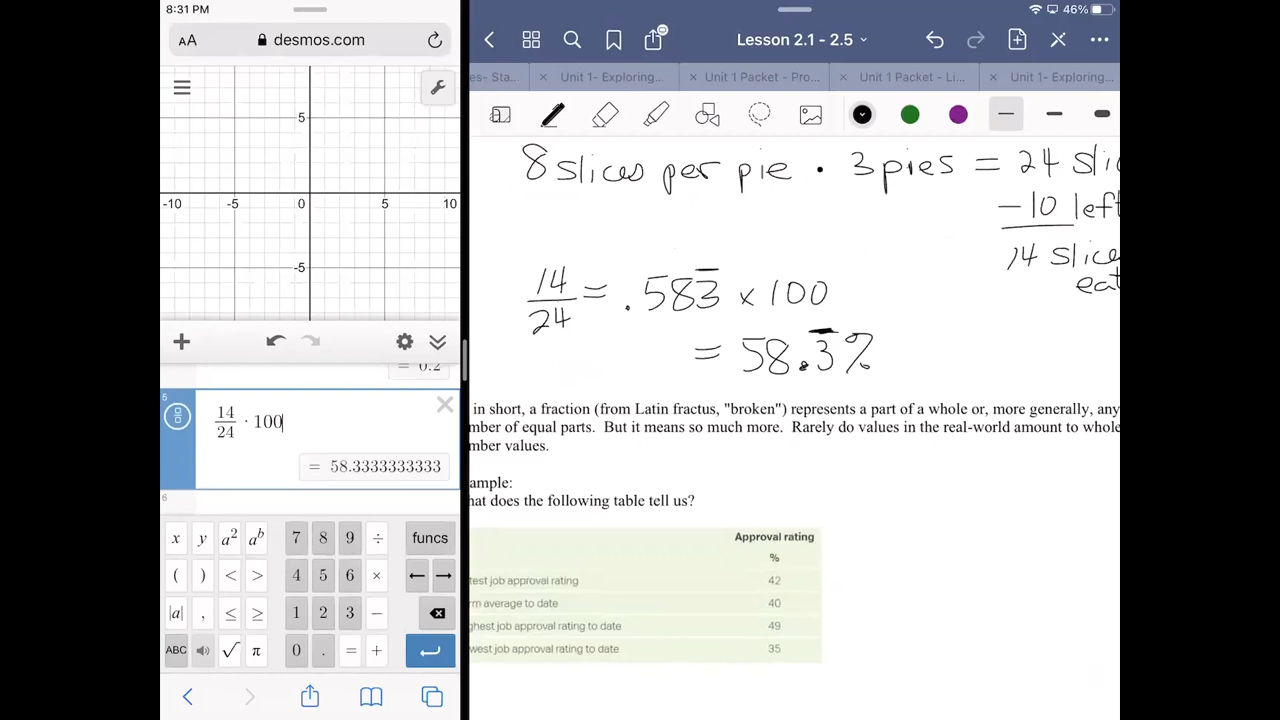 8:31 PM
46%
AA desmos.com
Lesson 2.1 - 2.5
es- Sta...
× Unit 1- Exploring...
× Unit 1 Packet - Pro...
× Unit 1 Packet - Li...
× Unit 1- Exploring...
5
-10 -5 0 5 10
-5
= 0.2
5
14/24 · 100
= 58.3333333333
6
x y a² aᵇ 7 8 9 ÷ funcs
( ) < > 4 5 6 × ← →
|a| , ≤ ≥ 1 2 3 −
ABC √ π 0 . = +
8 slices per pie · 3 pies = 24 slic
−10 left
14 slice
eat
14/24 = .583̅ × 100
= 58.3̅%
in short, a fraction (from Latin fractus, "broken") represents a part of a whole or, more generally, any
mber of equal parts. But it means so much more. Rarely do values in the real-world amount to whole
mber values.
ample:
hat does the following table tell us?
Approval rating
%
test job approval rating 42
rm average to date 40
ghest job approval rating to date 49
west job approval rating to date 35